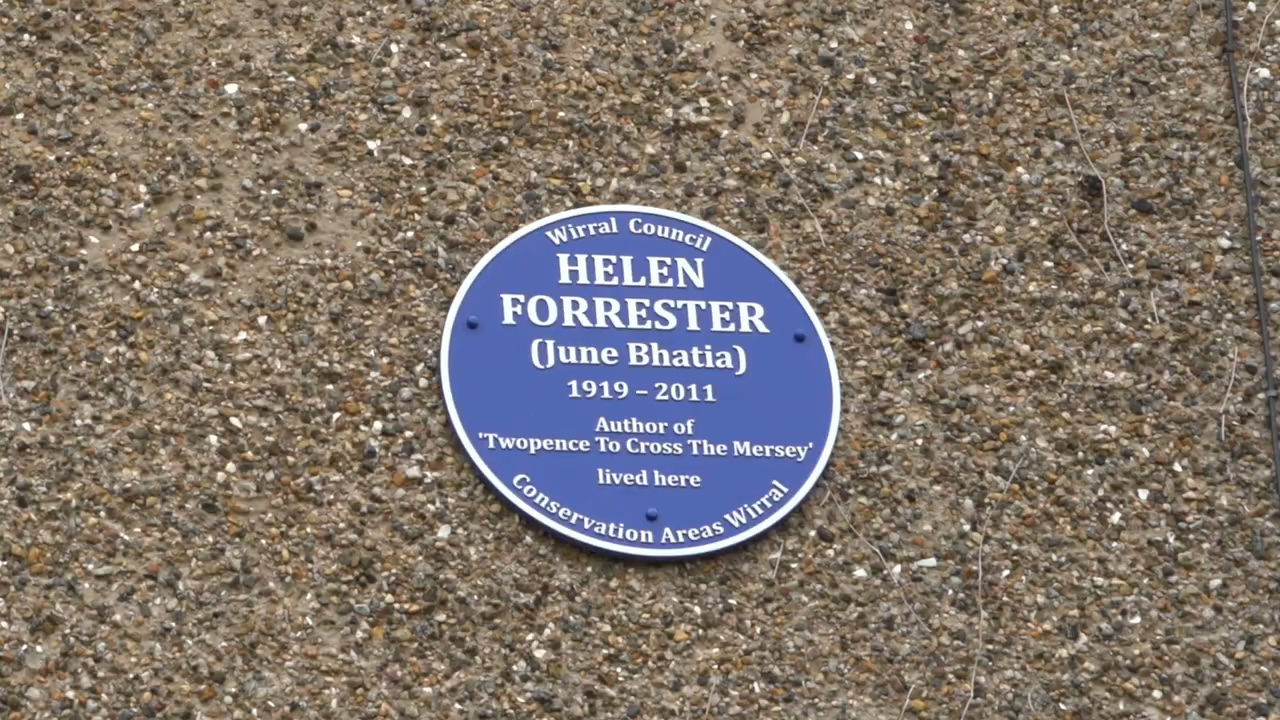 Wirral Council
HELEN
FORRESTER
(June Bhatia)
1919 – 2011
Author of
'Twopence To Cross The Mersey'
lived here
Conservation Areas Wirral